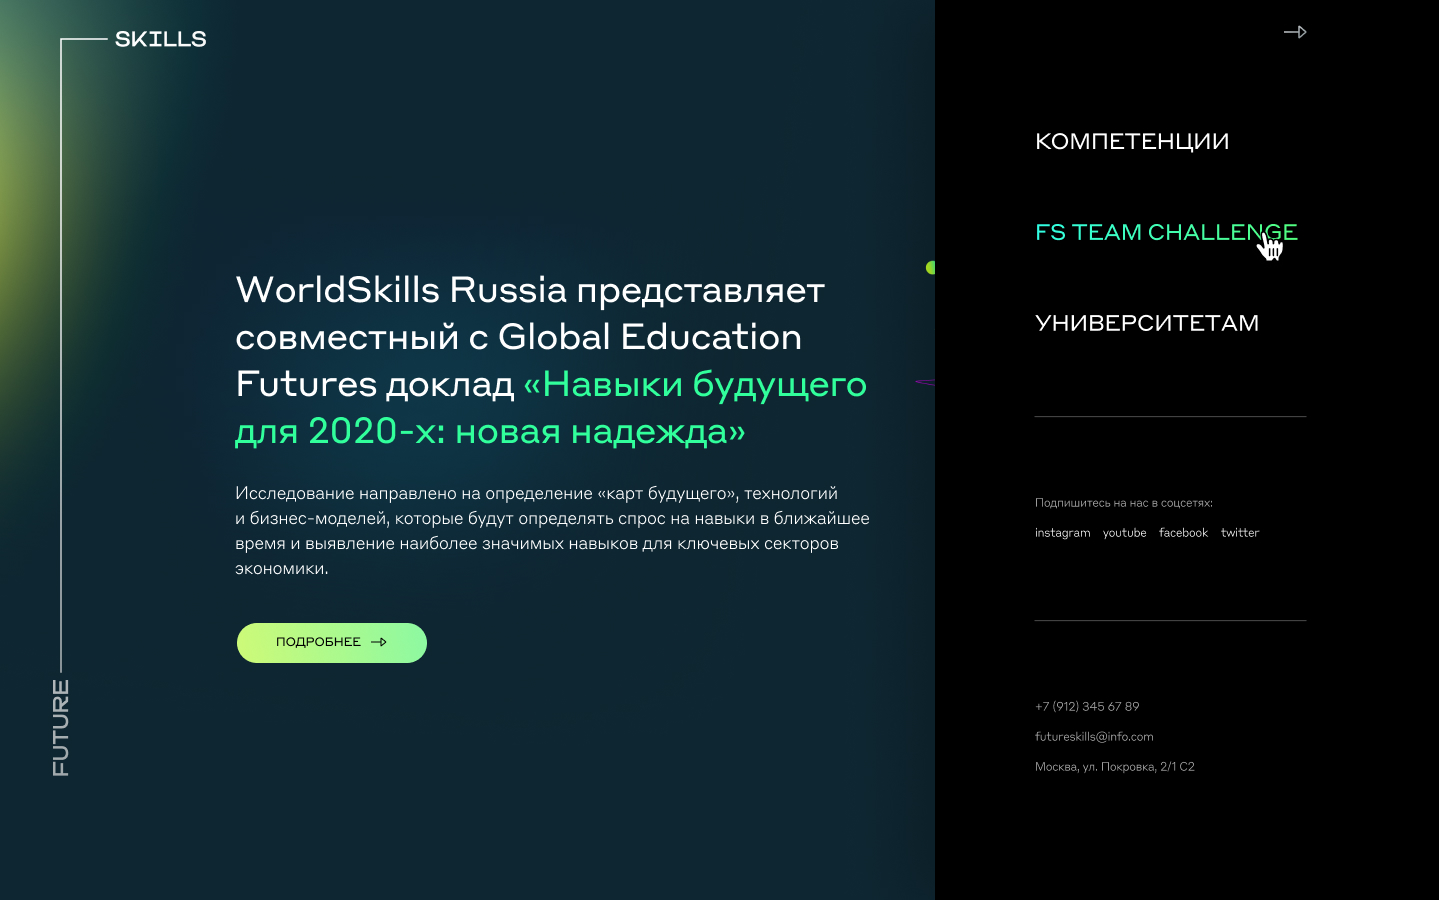 SKILLS
FUTURE
WorldSkills Russia представляет
совместный с Global Education
Futures доклад «Навыки будущего
для 2020-х: новая надежда»
Исследование направлено на определение «карт будущего», технологий
и бизнес-моделей, которые будут определять спрос на навыки в ближайшее
время и выявление наиболее значимых навыков для ключевых секторов
экономики.
ПОДРОБНЕЕ
КОМПЕТЕНЦИИ
FS TEAM CHALLENGE
УНИВЕРСИТЕТАМ
Подпишитесь на нас в соцсетях:
instagram youtube facebook twitter
+7 (912) 345 67 89
futureskills@info.com
Москва, ул. Покровка, 2/1 С2